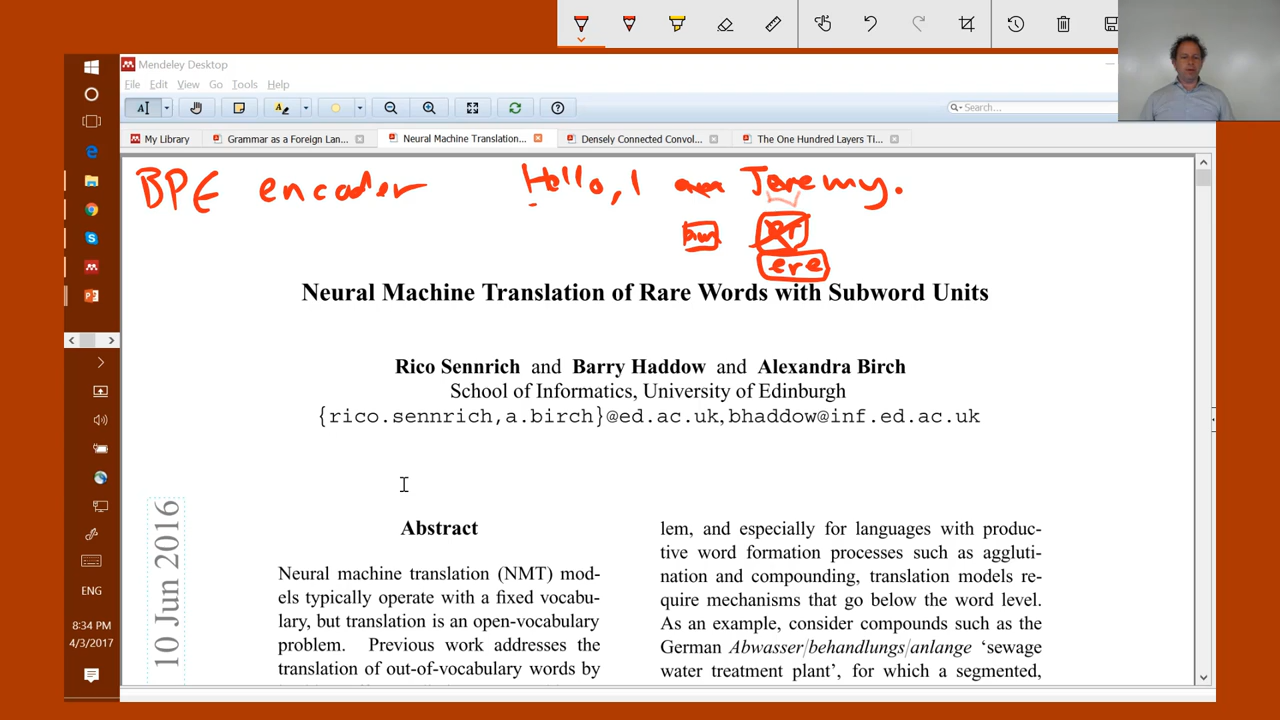 Mendeley Desktop
File Edit View Go Tools Help
Search...
My Library
Grammar as a Foreign Lan...
Neural Machine Translation...
Densely Connected Convol...
The One Hundred Layers Ti...
BPE encoder Hello, I am Jeremy.
am
er
ere
Neural Machine Translation of Rare Words with Subword Units
Rico Sennrich and Barry Haddow and Alexandra Birch
School of Informatics, University of Edinburgh
{rico.sennrich,a.birch}@ed.ac.uk,bhaddow@inf.ed.ac.uk
10 Jun 2016
Abstract
Neural machine translation (NMT) mod-
els typically operate with a fixed vocabu-
lary, but translation is an open-vocabulary
problem. Previous work addresses the
translation of out-of-vocabulary words by
lem, and especially for languages with produc-
tive word formation processes such as aggluti-
nation and compounding, translation models re-
quire mechanisms that go below the word level.
As an example, consider compounds such as the
German Abwasser|behandlungs|anlange ‘sewage
water treatment plant’, for which a segmented,
ENG
8:34 PM
4/3/2017